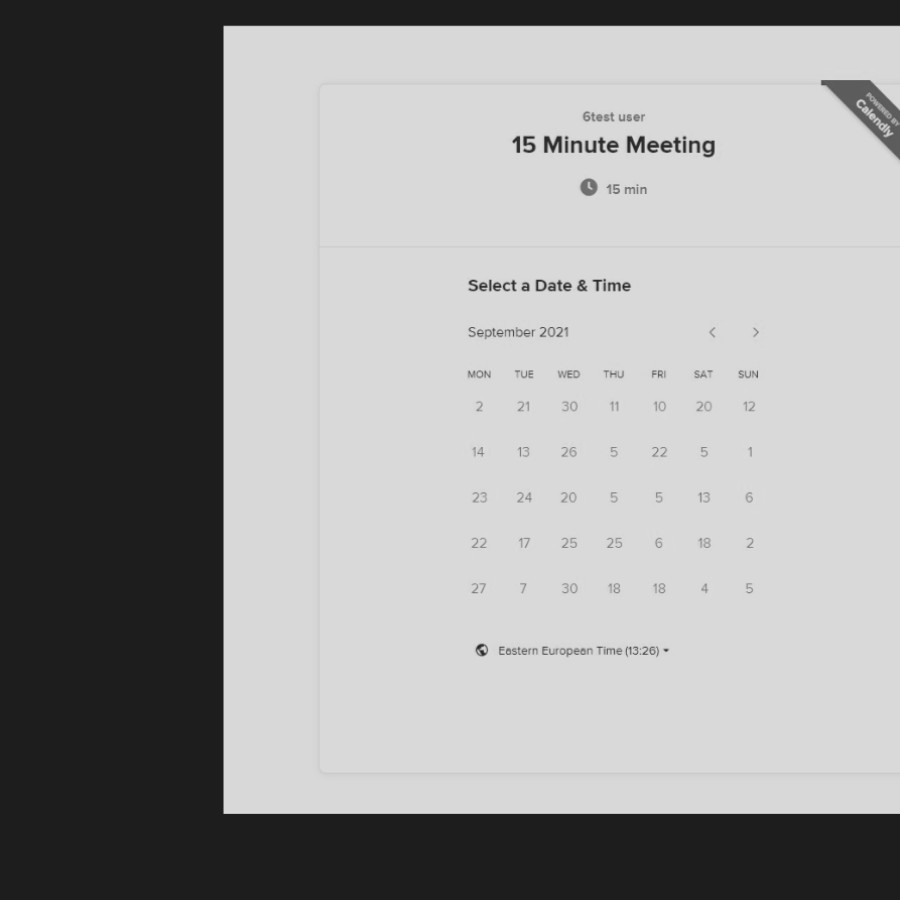 POWERED BY
Calendly
6test user
15 Minute Meeting
15 min
Select a Date & Time
September 2021
MON TUE WED THU FRI SAT SUN
2 21 30 11 10 20 12
14 13 26 5 22 5 1
23 24 20 5 5 13 6
22 17 25 25 6 18 2
27 7 30 18 18 4 5
Eastern European Time (13:26)